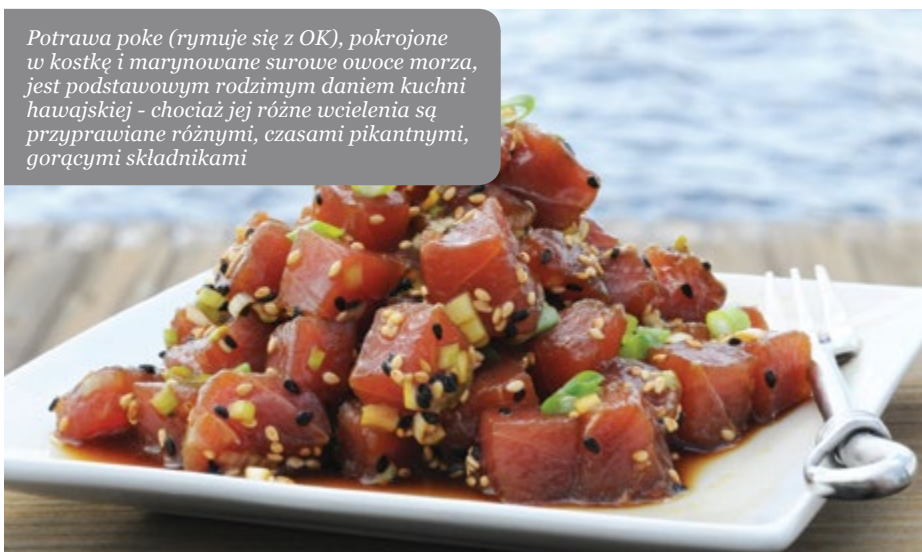 Potrawa poke (rymuje się z OK), pokrojone
w kostkę i marynowane surowe owoce morza,
jest podstawowym rodzimym daniem kuchni
hawajskiej - chociaż jej różne wcielenia są
przyprawiane różnymi, czasami pikantnymi,
gorącymi składnikami